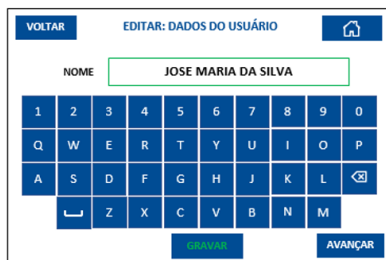 VOLTAR EDITAR: DADOS DO USUÁRIO
NOME JOSE MARIA DA SILVA
1 2 3 4 5 6 7 8 9 0
Q W E R T Y U I O P
A S D F G H J K L
Z X C V B N M
GRAVAR AVANÇAR